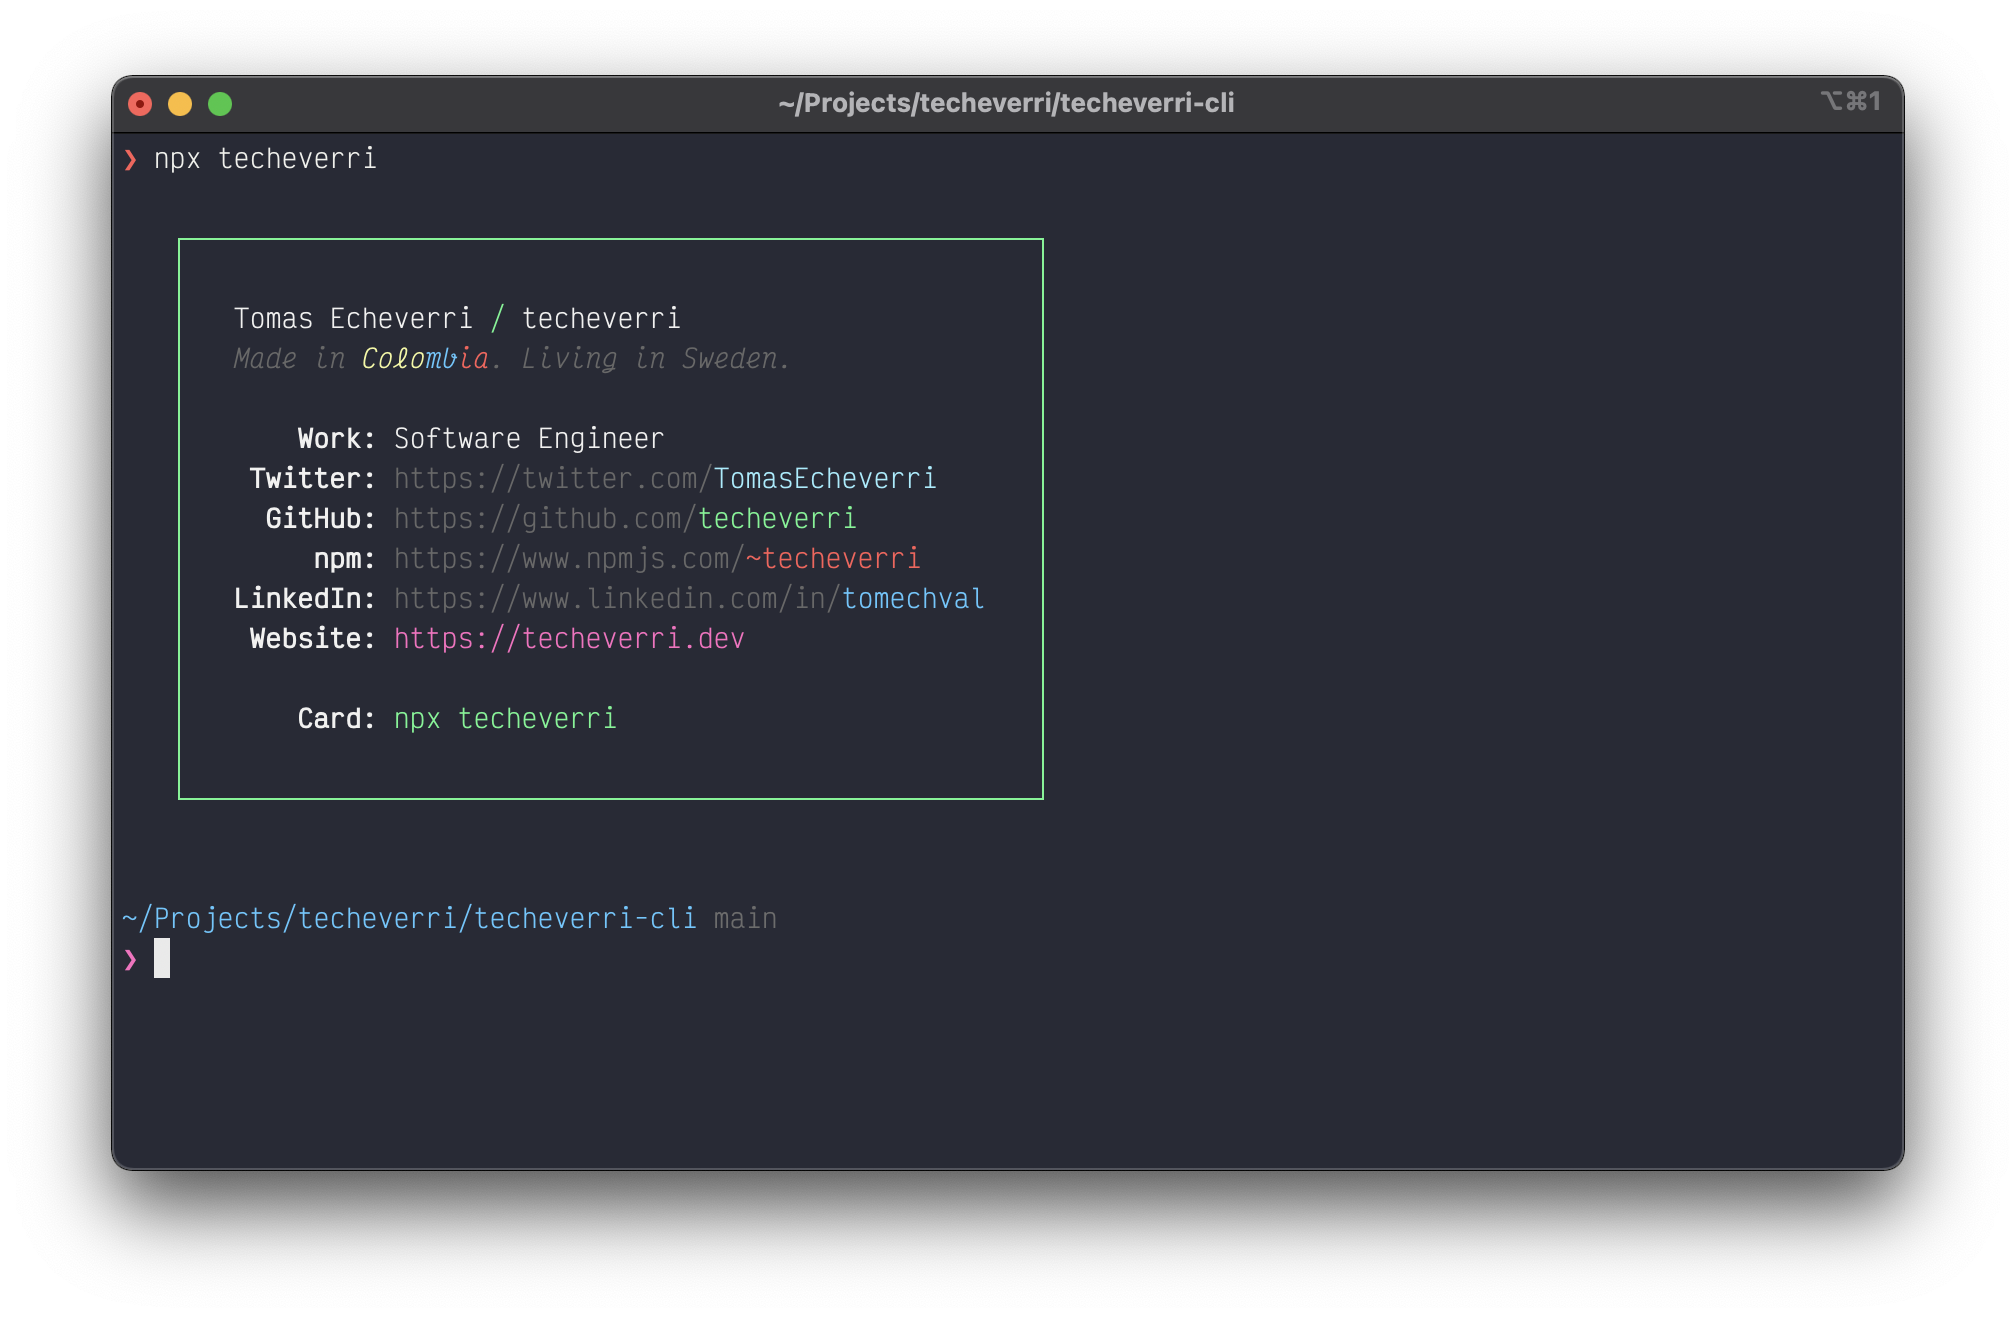 ~/Projects/techeverri/techeverri-cli
⌥⌘1
❯ npx techeverri
Tomas Echeverri / techeverri
Made in Colombia. Living in Sweden.
Work: Software Engineer
Twitter: https://twitter.com/TomasEcheverri
GitHub: https://github.com/techeverri
npm: https://www.npmjs.com/~techeverri
LinkedIn: https://www.linkedin.com/in/tomechval
Website: https://techeverri.dev
Card: npx techeverri
~/Projects/techeverri/techeverri-cli main
❯